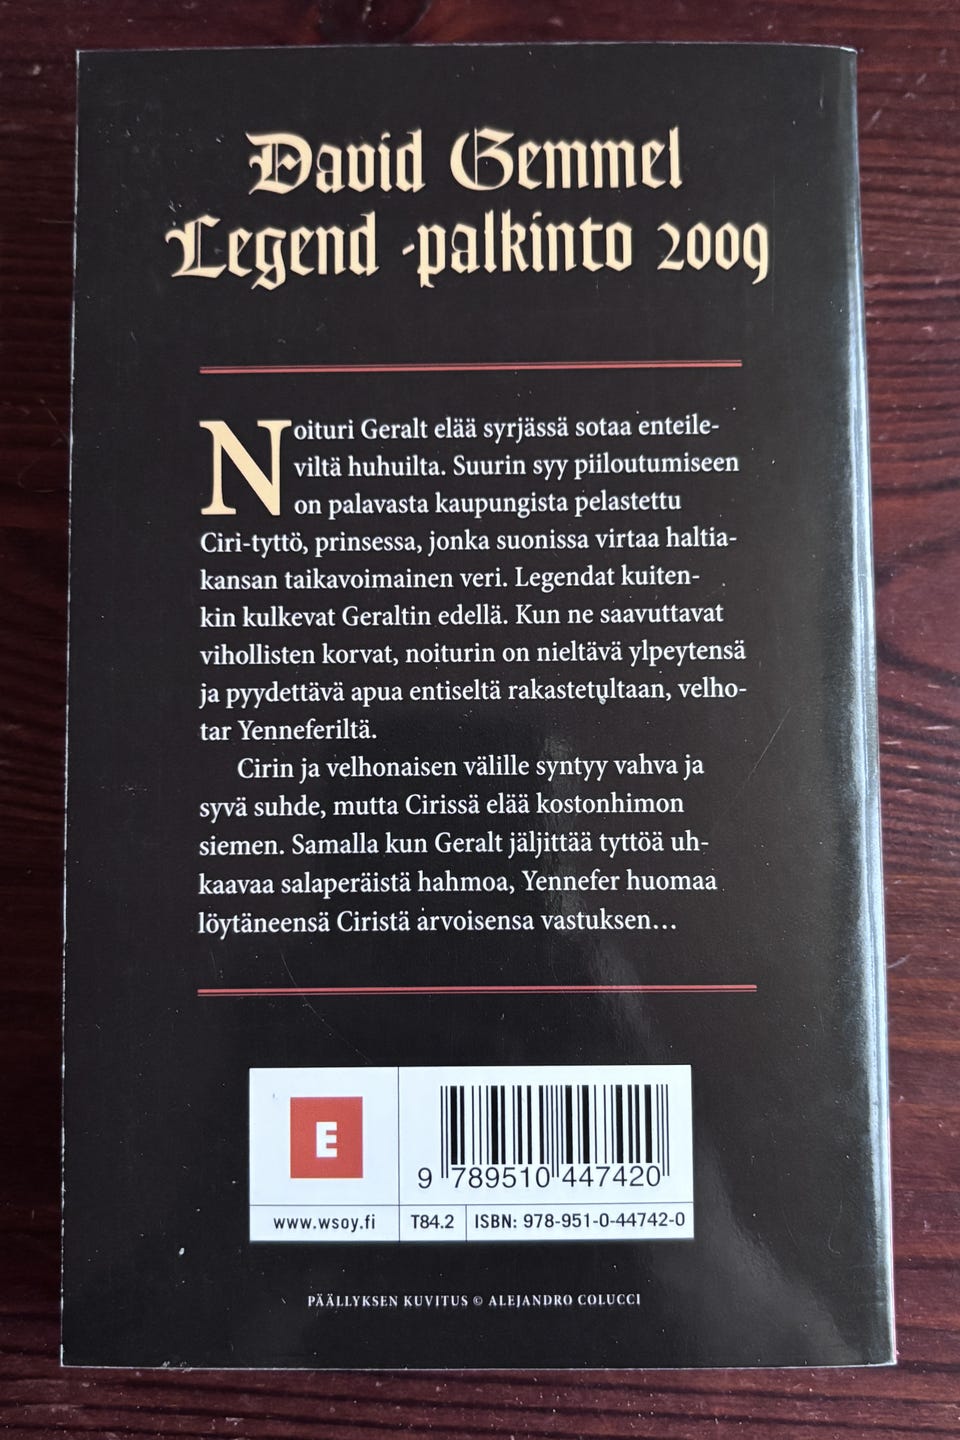 David Gemmel
Legend -palkinto 2009
Noituri Geralt elää syrjässä sotaa enteile-
viltä huhuilta. Suurin syy piiloutumiseen
on palavasta kaupungista pelastettu
Ciri-tyttö, prinsessa, jonka suonissa virtaa haltia-
kansan taikavoimainen veri. Legendat kuiten-
kin kulkevat Geraltin edellä. Kun ne saavuttavat
vihollisten korvat, noiturin on nieltävä ylpeytensä
ja pyydettävä apua entiseltä rakastetultaan, velho-
tar Yenneferiltä.
Cirin ja velhonaisen välille syntyy vahva ja
syvä suhde, mutta Cirissä elää kostonhimon
siemen. Samalla kun Geralt jäljittää tyttöä uh-
kaavaa salaperäistä hahmoa, Yennefer huomaa
löytäneensä Ciristä arvoisensa vastuksen…
E
9 789510 447420
www.wsoy.fi
T84.2
ISBN: 978-951-0-44742-0
PÄÄLLYKSEN KUVITUS © ALEJANDRO COLUCCI